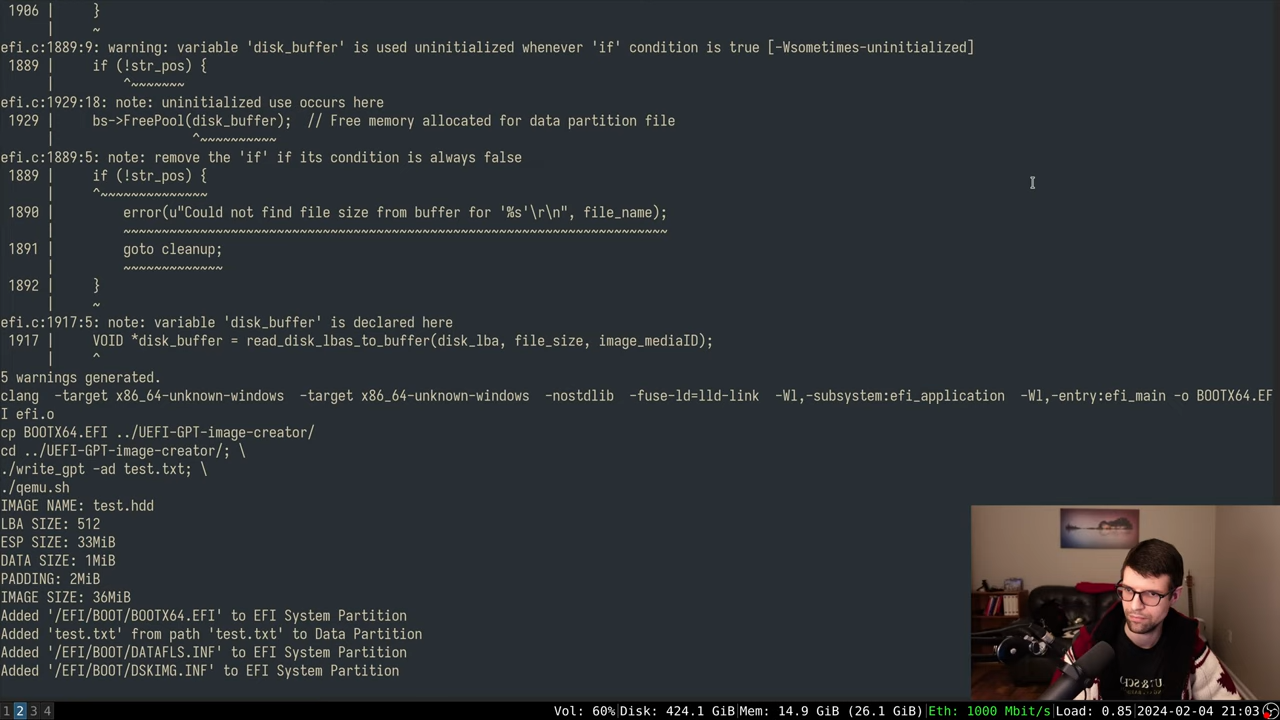 1906 |     }
     |     ~
efi.c:1889:9: warning: variable 'disk_buffer' is used uninitialized whenever 'if' condition is true [-Wsometimes-uninitialized]
1889 |     if (!str_pos) {
     |         ^~~~~~~~
efi.c:1929:18: note: uninitialized use occurs here
1929 |     bs->FreePool(disk_buffer);  // Free memory allocated for data partition file
     |                  ^~~~~~~~~~~
efi.c:1889:5: note: remove the 'if' if its condition is always false
1889 |     if (!str_pos) {
     |     ^~~~~~~~~~~~~~~
1890 |         error(u"Could not find file size from buffer for '%s'\r\n", file_name);
     |         ~~~~~~~~~~~~~~~~~~~~~~~~~~~~~~~~~~~~~~~~~~~~~~~~~~~~~~~~~~~~~~~~~~~~~~~
1891 |         goto cleanup;
     |         ~~~~~~~~~~~~~
1892 |     }
     |     ~
efi.c:1917:5: note: variable 'disk_buffer' is declared here
1917 |     VOID *disk_buffer = read_disk_lbas_to_buffer(disk_lba, file_size, image_mediaID);
     |     ^
5 warnings generated.
clang  -target x86_64-unknown-windows  -target x86_64-unknown-windows  -nostdlib  -fuse-ld=lld-link  -Wl,-subsystem:efi_application  -Wl,-entry:efi_main -o BOOTX64.EF
I efi.o
cp BOOTX64.EFI ../UEFI-GPT-image-creator/
cd ../UEFI-GPT-image-creator/; \
./write_gpt -ad test.txt; \
./qemu.sh
IMAGE NAME: test.hdd
LBA SIZE: 512
ESP SIZE: 33MiB
DATA SIZE: 1MiB
PADDING: 2MiB
IMAGE SIZE: 36MiB
Added '/EFI/BOOT/BOOTX64.EFI' to EFI System Partition
Added 'test.txt' from path 'test.txt' to Data Partition
Added '/EFI/BOOT/DATAFLS.INF' to EFI System Partition
Added '/EFI/BOOT/DSKIMG.INF' to EFI System Partition
1 2 3 4 Vol: 60%|Disk: 424.1 GiB|Mem: 14.9 GiB (26.1 GiB)|Eth: 1000 Mbit/s|Load: 0.85|2024-02-04 21:03